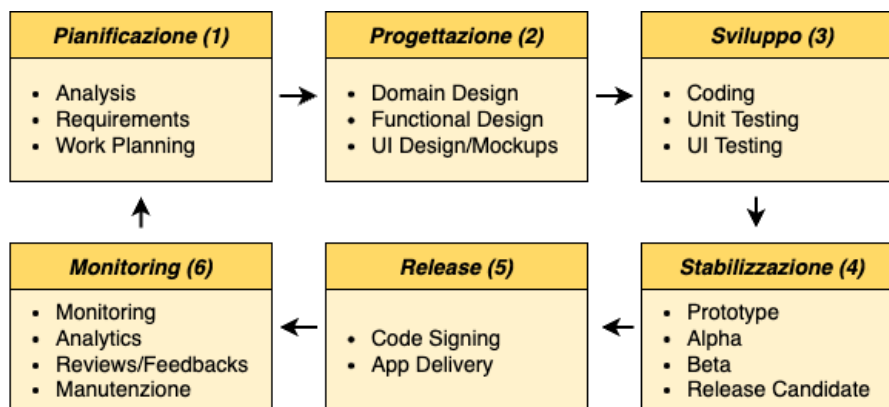 Pianificazione (1)
• Analysis
• Requirements
• Work Planning
Progettazione (2)
• Domain Design
• Functional Design
• UI Design/Mockups
Sviluppo (3)
• Coding
• Unit Testing
• UI Testing
Stabilizzazione (4)
• Prototype
• Alpha
• Beta
• Release Candidate
Release (5)
• Code Signing
• App Delivery
Monitoring (6)
• Monitoring
• Analytics
• Reviews/Feedbacks
• Manutenzione